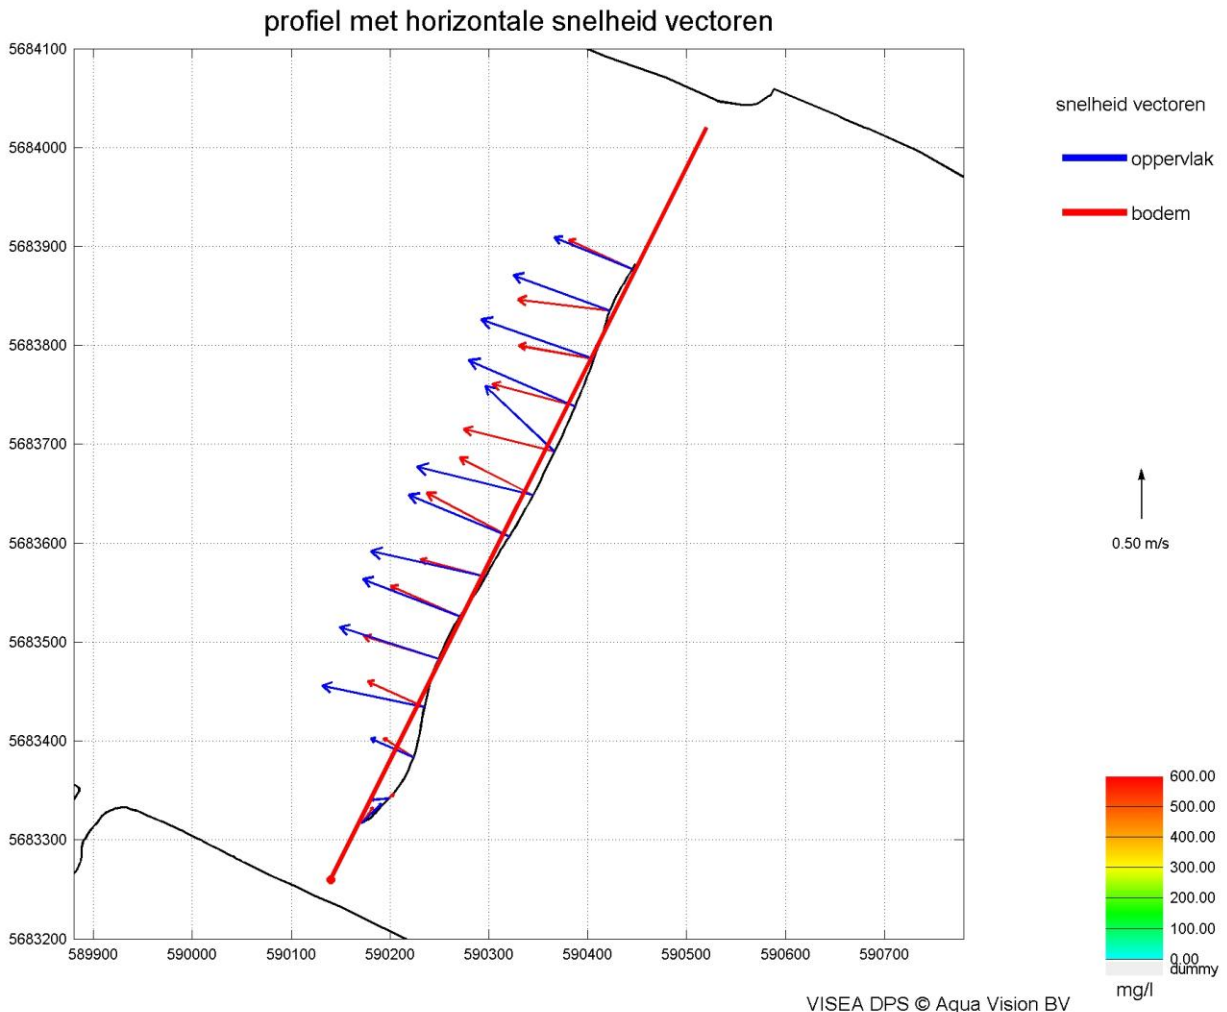 profiel met horizontale snelheid vectoren
5684100
5684000
5683900
5683800
5683700
5683600
5683500
5683400
5683300
5683200
589900 590000 590100 590200 590300 590400 590500 590600 590700
snelheid vectoren
oppervlak
bodem
0.50 m/s
600.00
500.00
400.00
300.00
200.00
100.00
0.00
dummy
mg/l
VISEA DPS © Aqua Vision BV